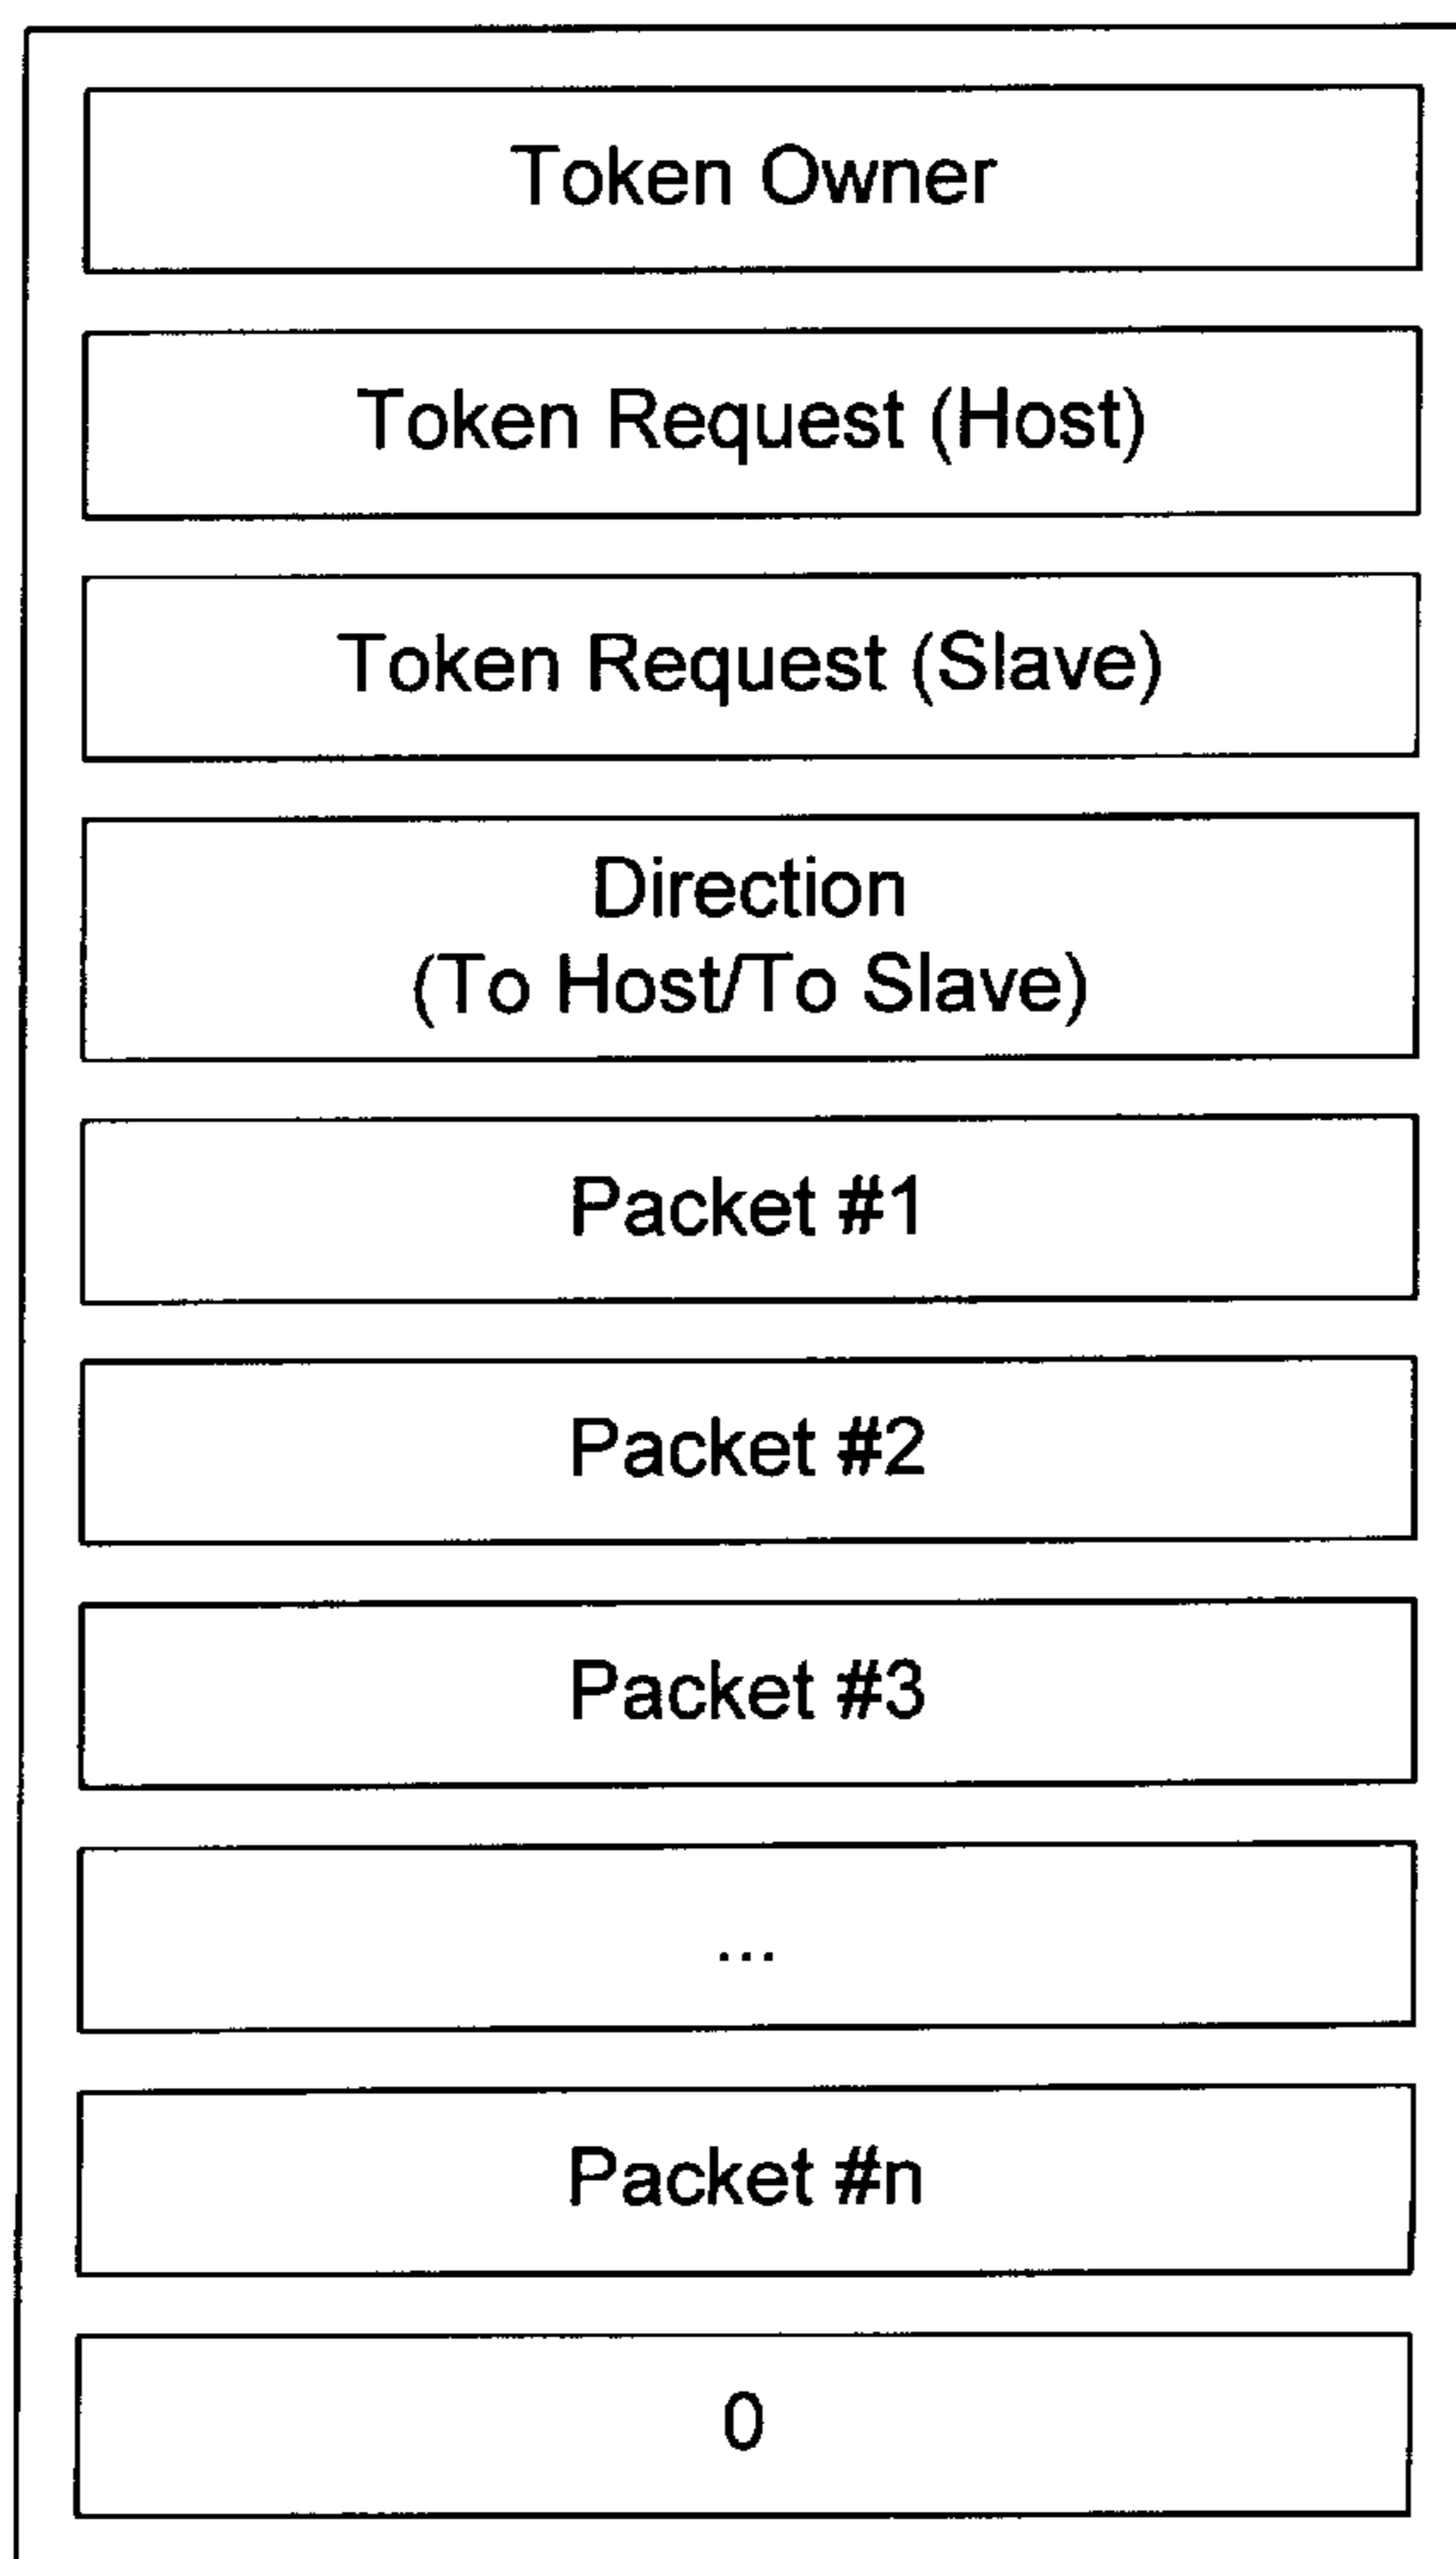 Token Owner
Token Request (Host)
Token Request (Slave)
Direction
(To Host/To Slave)
Packet #1
Packet #2
Packet #3
...
Packet #n
0